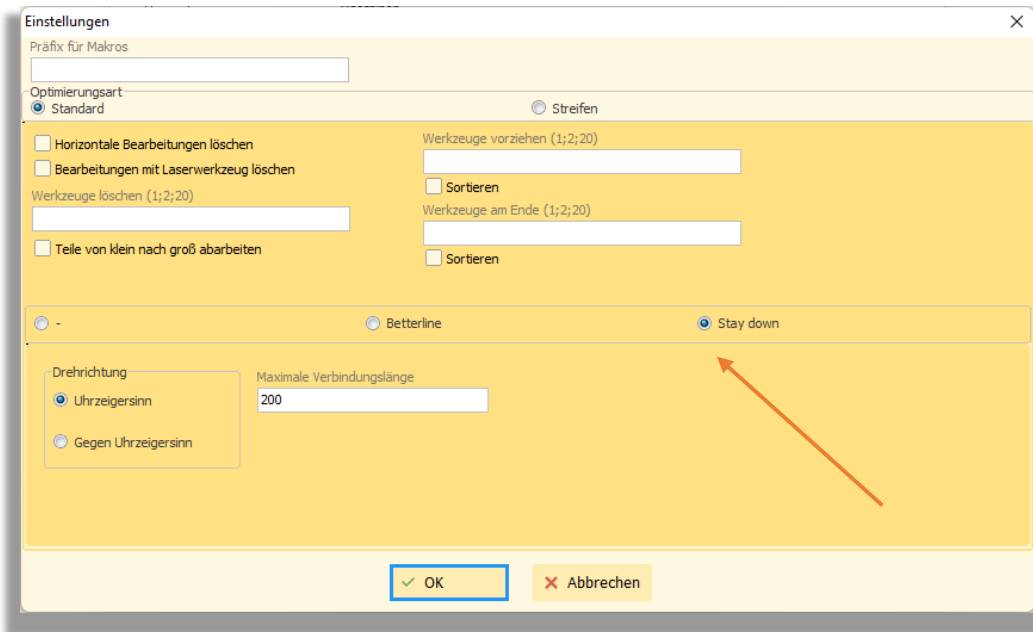 Einstellungen
Präfix für Makros
Optimierungsart
Standard
Streifen
Horizontale Bearbeitungen löschen
Bearbeitungen mit Laserwerkzeug löschen
Werkzeuge löschen (1;2;20)
Teile von klein nach groß abarbeiten
Werkzeuge vorziehen (1;2;20)
Sortieren
Werkzeuge am Ende (1;2;20)
Sortieren
-
Betterline
Stay down
Drehrichtung
Uhrzeigersinn
Gegen Uhrzeigersinn
Maximale Verbindungslänge
200
OK
Abbrechen